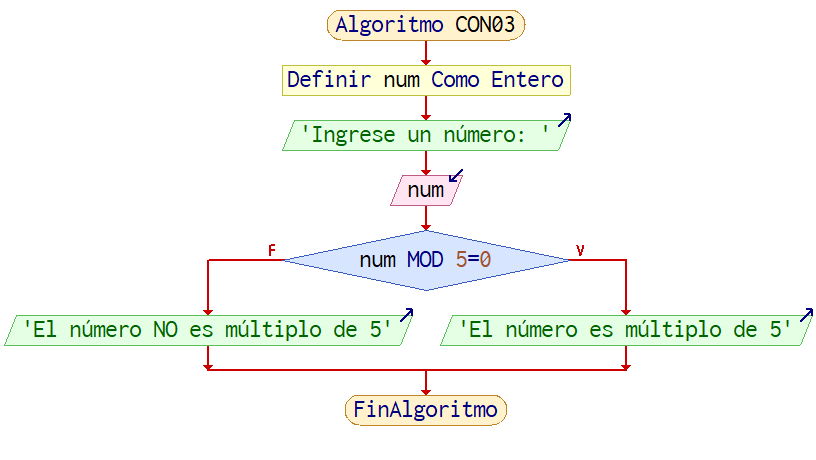 Algoritmo CON03
Definir num Como Entero
'Ingrese un número: '
num
num MOD 5=0
F
V
'El número NO es múltiplo de 5'
'El número es múltiplo de 5'
FinAlgoritmo